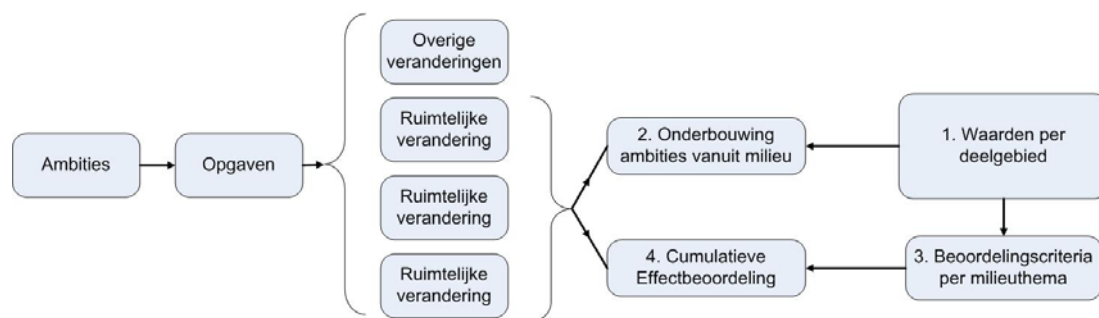 Ambities
Opgaven
Overige
veranderingen
Ruimtelijke
verandering
Ruimtelijke
verandering
Ruimtelijke
verandering
2. Onderbouwing
ambities vanuit milieu
4. Cumulatieve
Effectbeoordeling
1. Waarden per
deelgebied
3. Beoordelingscriteria
per milieuthema